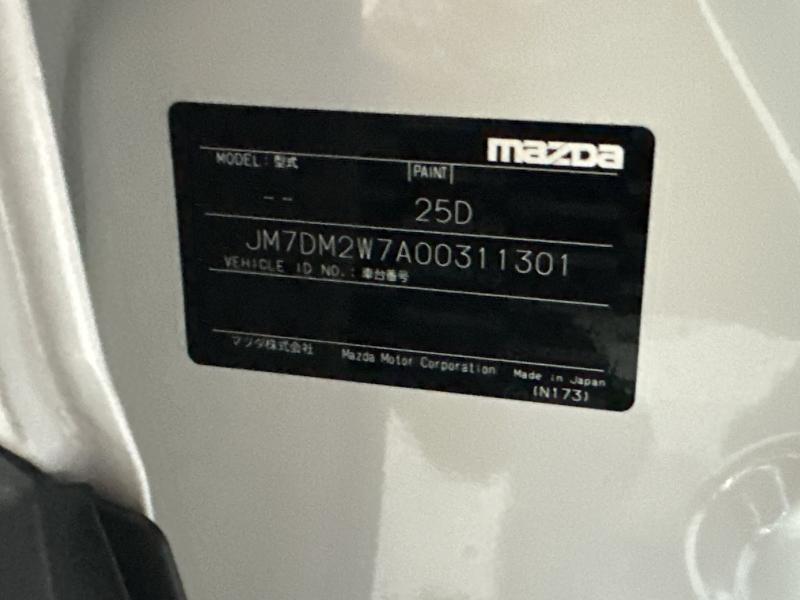 mazda
MODEL : 型式 PAINT
-- 25D
JM7DM2W7A00311301
VEHICLE ID NO. : 車台番号
マツダ株式会社 Mazda Motor Corporation Made in Japan
(N173)